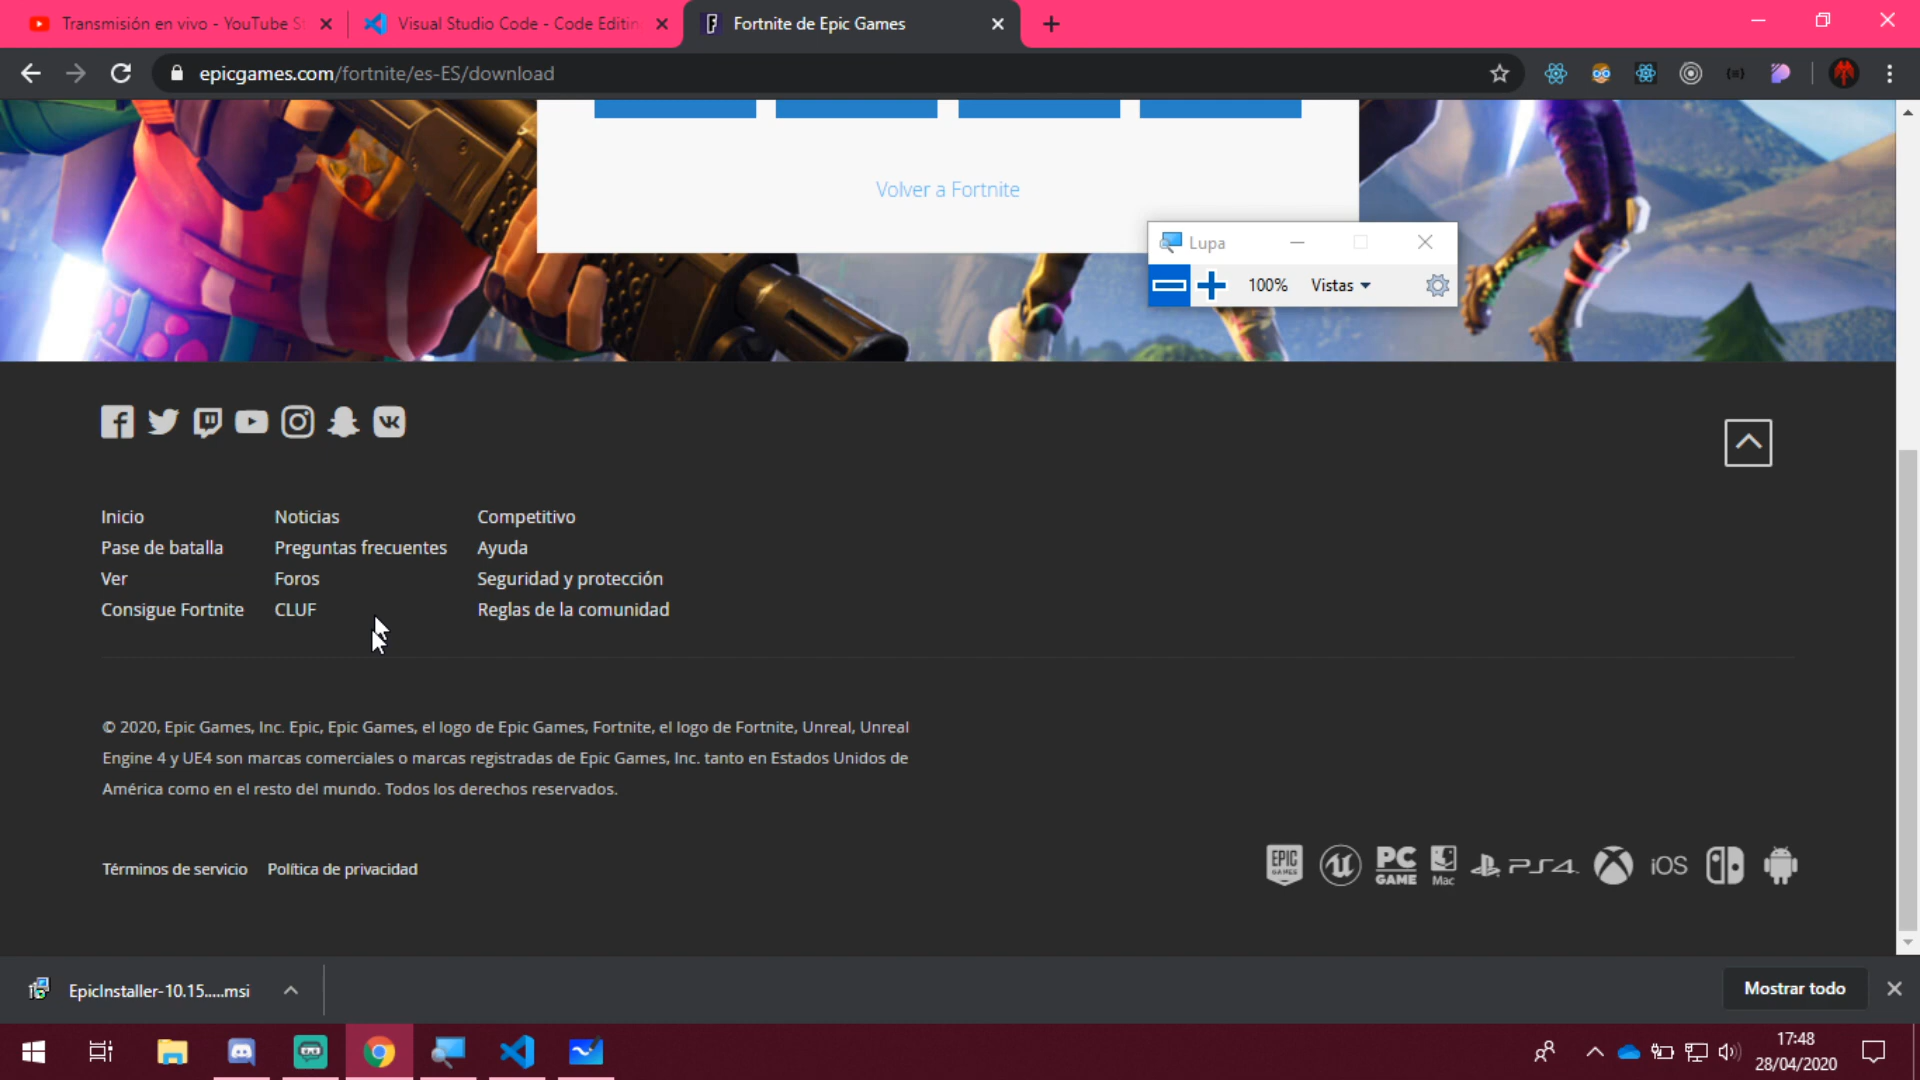 Transmisión en vivo - YouTube S
Visual Studio Code - Code Editin
Fortnite de Epic Games
epicgames.com/fortnite/es-ES/download
Volver a Fortnite
Lupa
100%
Vistas
Inicio
Noticias
Competitivo
Pase de batalla
Preguntas frecuentes
Ayuda
Ver
Foros
Seguridad y protección
Consigue Fortnite
CLUF
Reglas de la comunidad
© 2020, Epic Games, Inc. Epic, Epic Games, el logo de Epic Games, Fortnite, el logo de Fortnite, Unreal, Unreal
Engine 4 y UE4 son marcas comerciales o marcas registradas de Epic Games, Inc. tanto en Estados Unidos de
América como en el resto del mundo. Todos los derechos reservados.
Términos de servicio
Política de privacidad
EPIC
GAMES
PC
GAME
Mac
PS4
iOS
EpicInstaller-10.15.....msi
Mostrar todo
17:48
28/04/2020